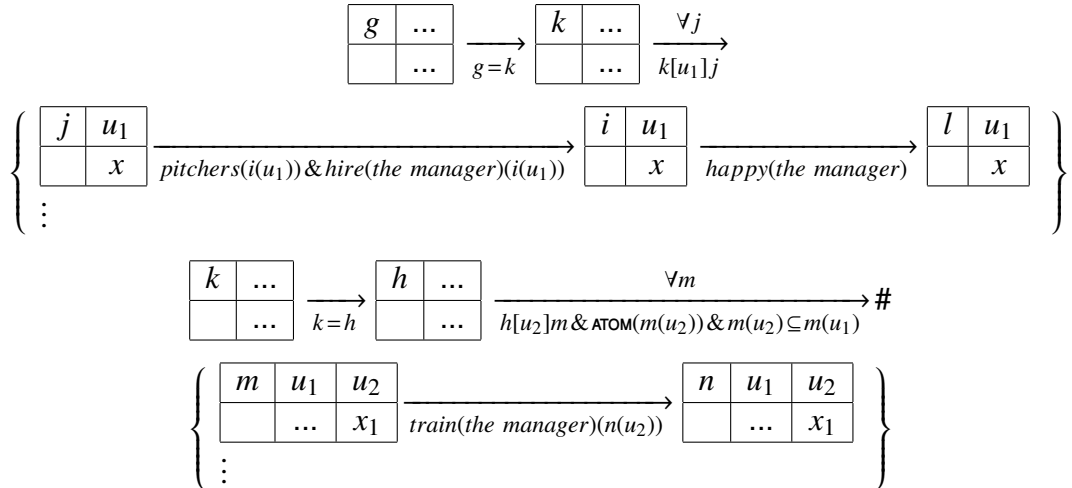 g ... k ... ∀j
... g=k ... k[u₁]j
{ j u₁ i u₁ l u₁ }
x pitchers(i(u₁))&hire(the manager)(i(u₁)) x happy(the manager) x
⋮
k ... h ... ∀m #
... k=h ... h[u₂]m & ATOM(m(u₂)) & m(u₂)⊆m(u₁)
{ m u₁ u₂ n u₁ u₂ }
... x₁ train(the manager)(n(u₂)) ... x₁
⋮